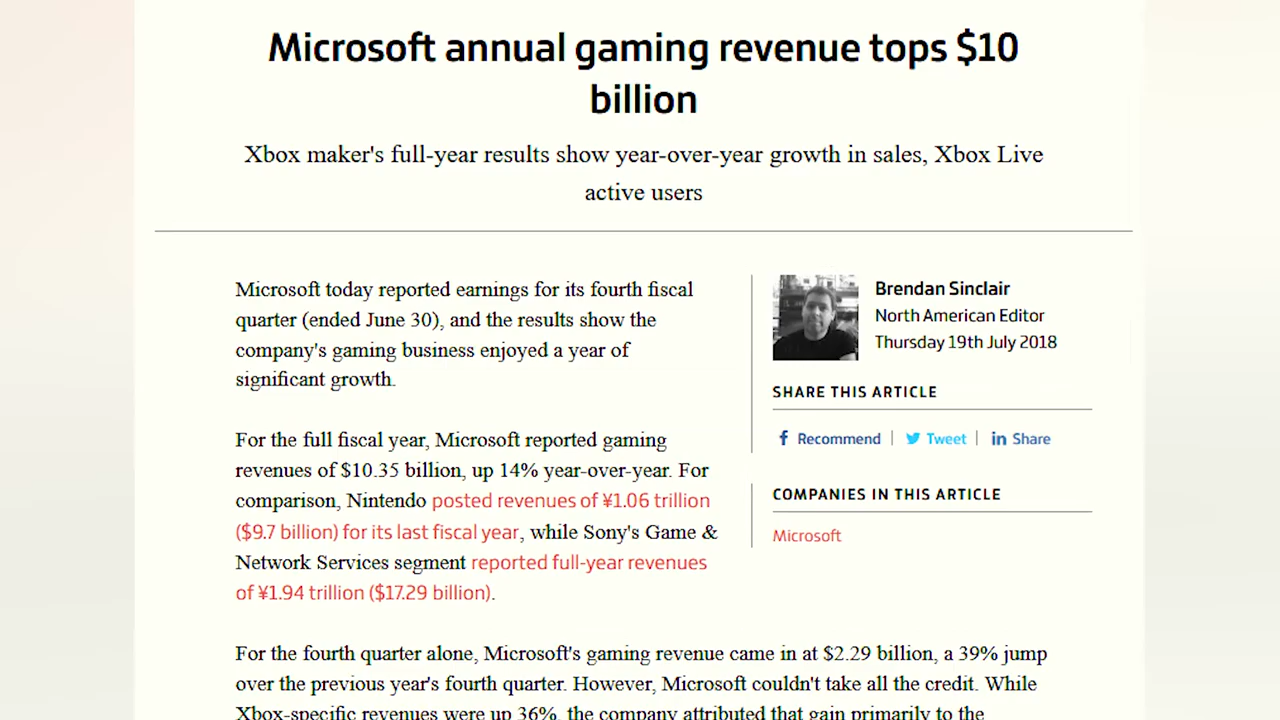 Microsoft annual gaming revenue tops $10
billion
Xbox maker's full-year results show year-over-year growth in sales, Xbox Live
active users
Microsoft today reported earnings for its fourth fiscal
quarter (ended June 30), and the results show the
company's gaming business enjoyed a year of
significant growth.
For the full fiscal year, Microsoft reported gaming
revenues of $10.35 billion, up 14% year-over-year. For
comparison, Nintendo posted revenues of ¥1.06 trillion
($9.7 billion) for its last fiscal year, while Sony's Game &
Network Services segment reported full-year revenues
of ¥1.94 trillion ($17.29 billion).
Brendan Sinclair
North American Editor
Thursday 19th July 2018
SHARE THIS ARTICLE
Recommend Tweet Share
COMPANIES IN THIS ARTICLE
Microsoft
For the fourth quarter alone, Microsoft's gaming revenue came in at $2.29 billion, a 39% jump
over the previous year's fourth quarter. However, Microsoft couldn't take all the credit. While
Xbox-specific revenues were up 36%, the company attributed that gain primarily to the